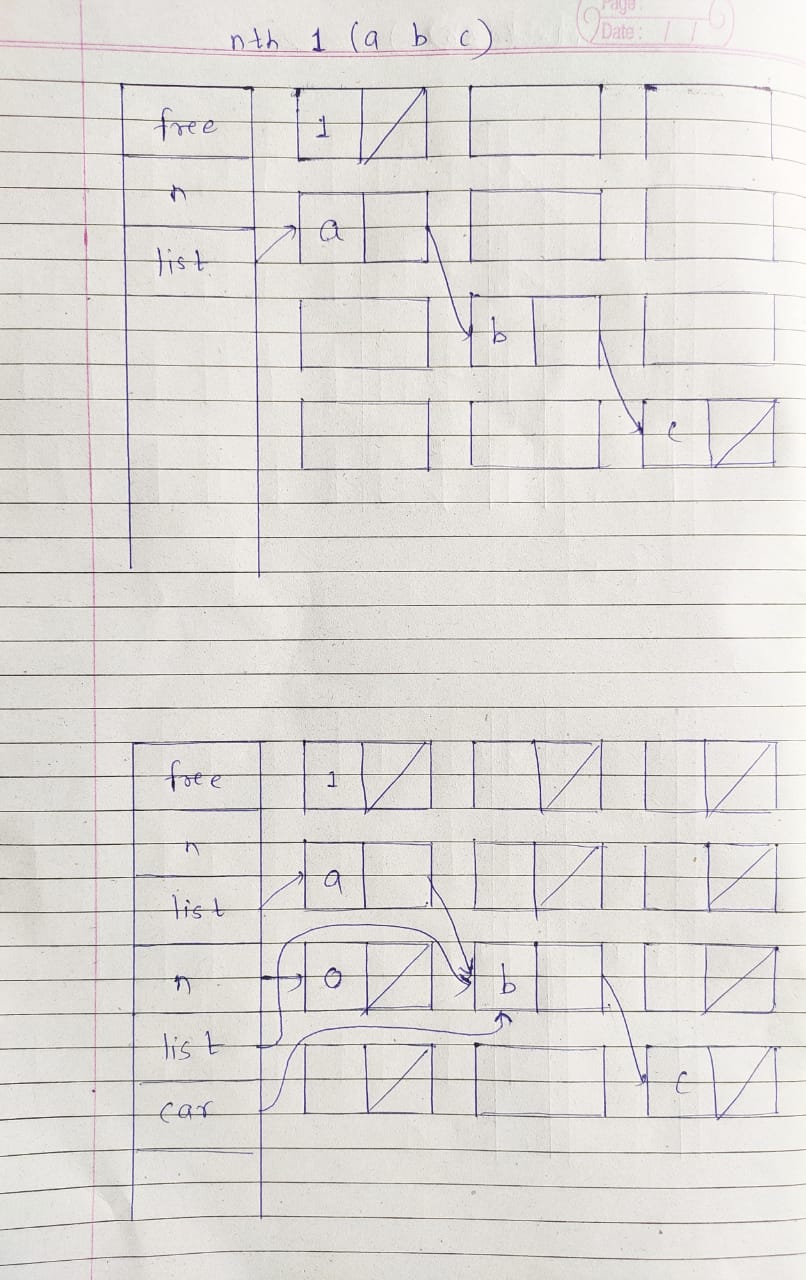 Page:
Date: / /
nth 1 (a b c)
free 1
n
list a
b
c
free 1
n
list a
n 0 b
list
car c